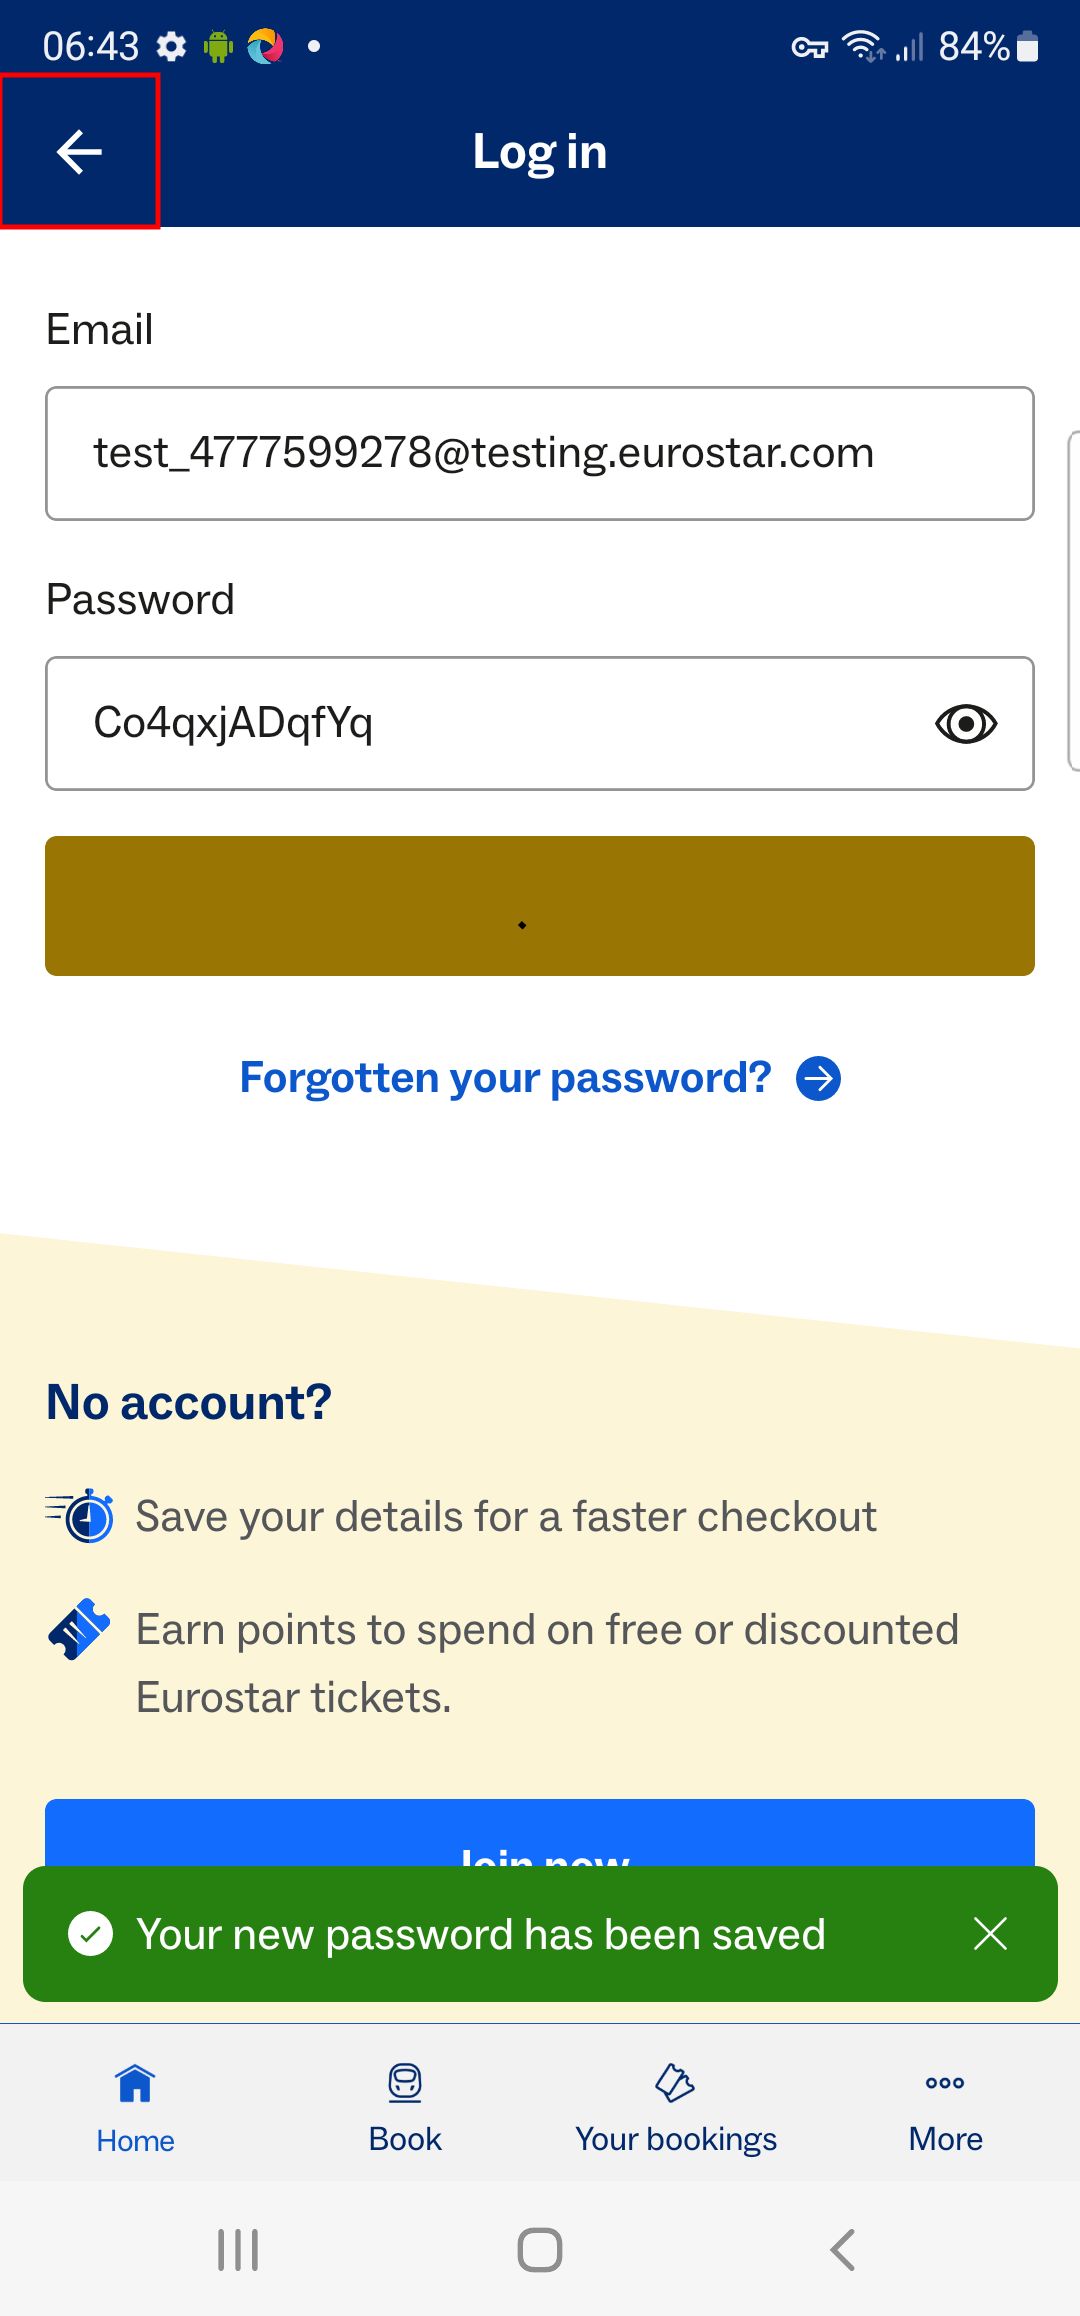 06:43
84%
Log in
Email
test_4777599278@testing.eurostar.com
Password
Co4qxjADqfYq
Forgotten your password?
No account?
Save your details for a faster checkout
Earn points to spend on free or discounted
Eurostar tickets.
Join now
Your new password has been saved
Home
Book
Your bookings
More